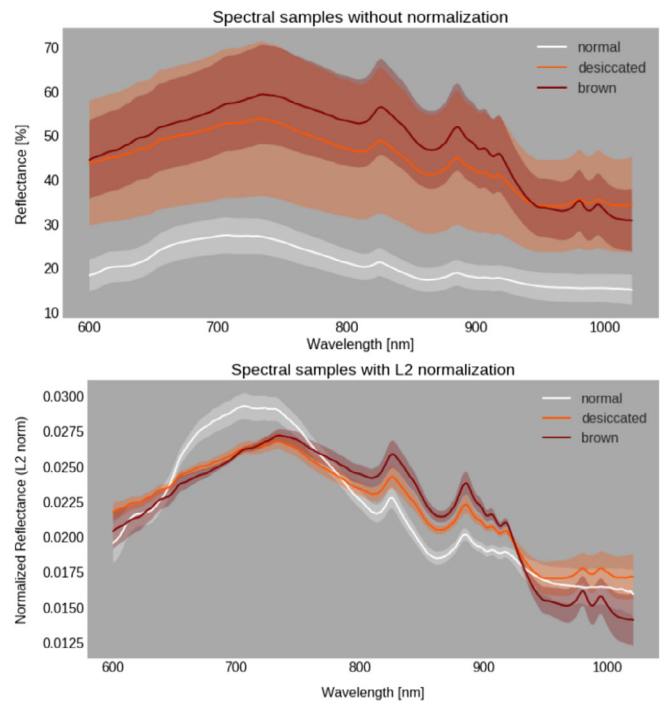 Spectral samples without normalization
70
60
50
40
30
20
10
Reflectance [%]
normal
desiccated
brown
600
700
800
900
1000
Wavelength [nm]
Spectral samples with L2 normalization
0.0300
0.0275
0.0250
0.0225
0.0200
0.0175
0.0150
0.0125
Normalized Reflectance (L2 norm)
normal
desiccated
brown
600
700
800
900
1000
Wavelength [nm]